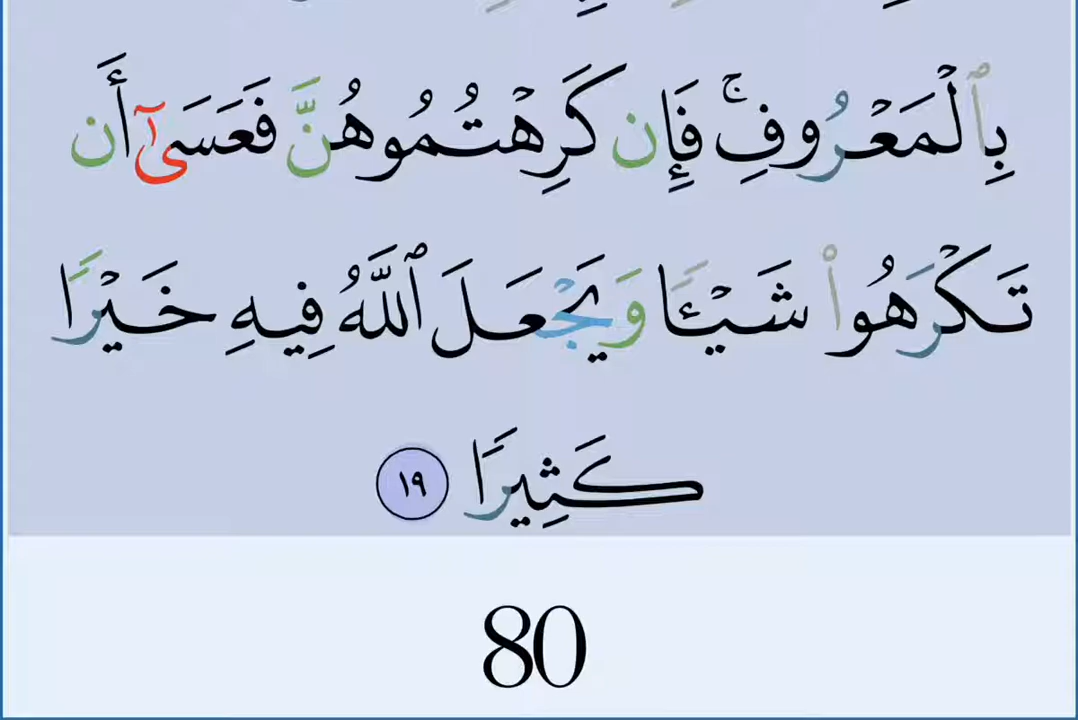 بِٱلْمَعْرُوفِ ۚ فَإِن كَرِهْتُمُوهُنَّ فَعَسَىٰٓ أَن
تَكْرَهُوا۟ شَيْـًٔا وَيَجْعَلَ ٱللَّهُ فِيهِ خَيْرًا
كَثِيرًا ١٩
80